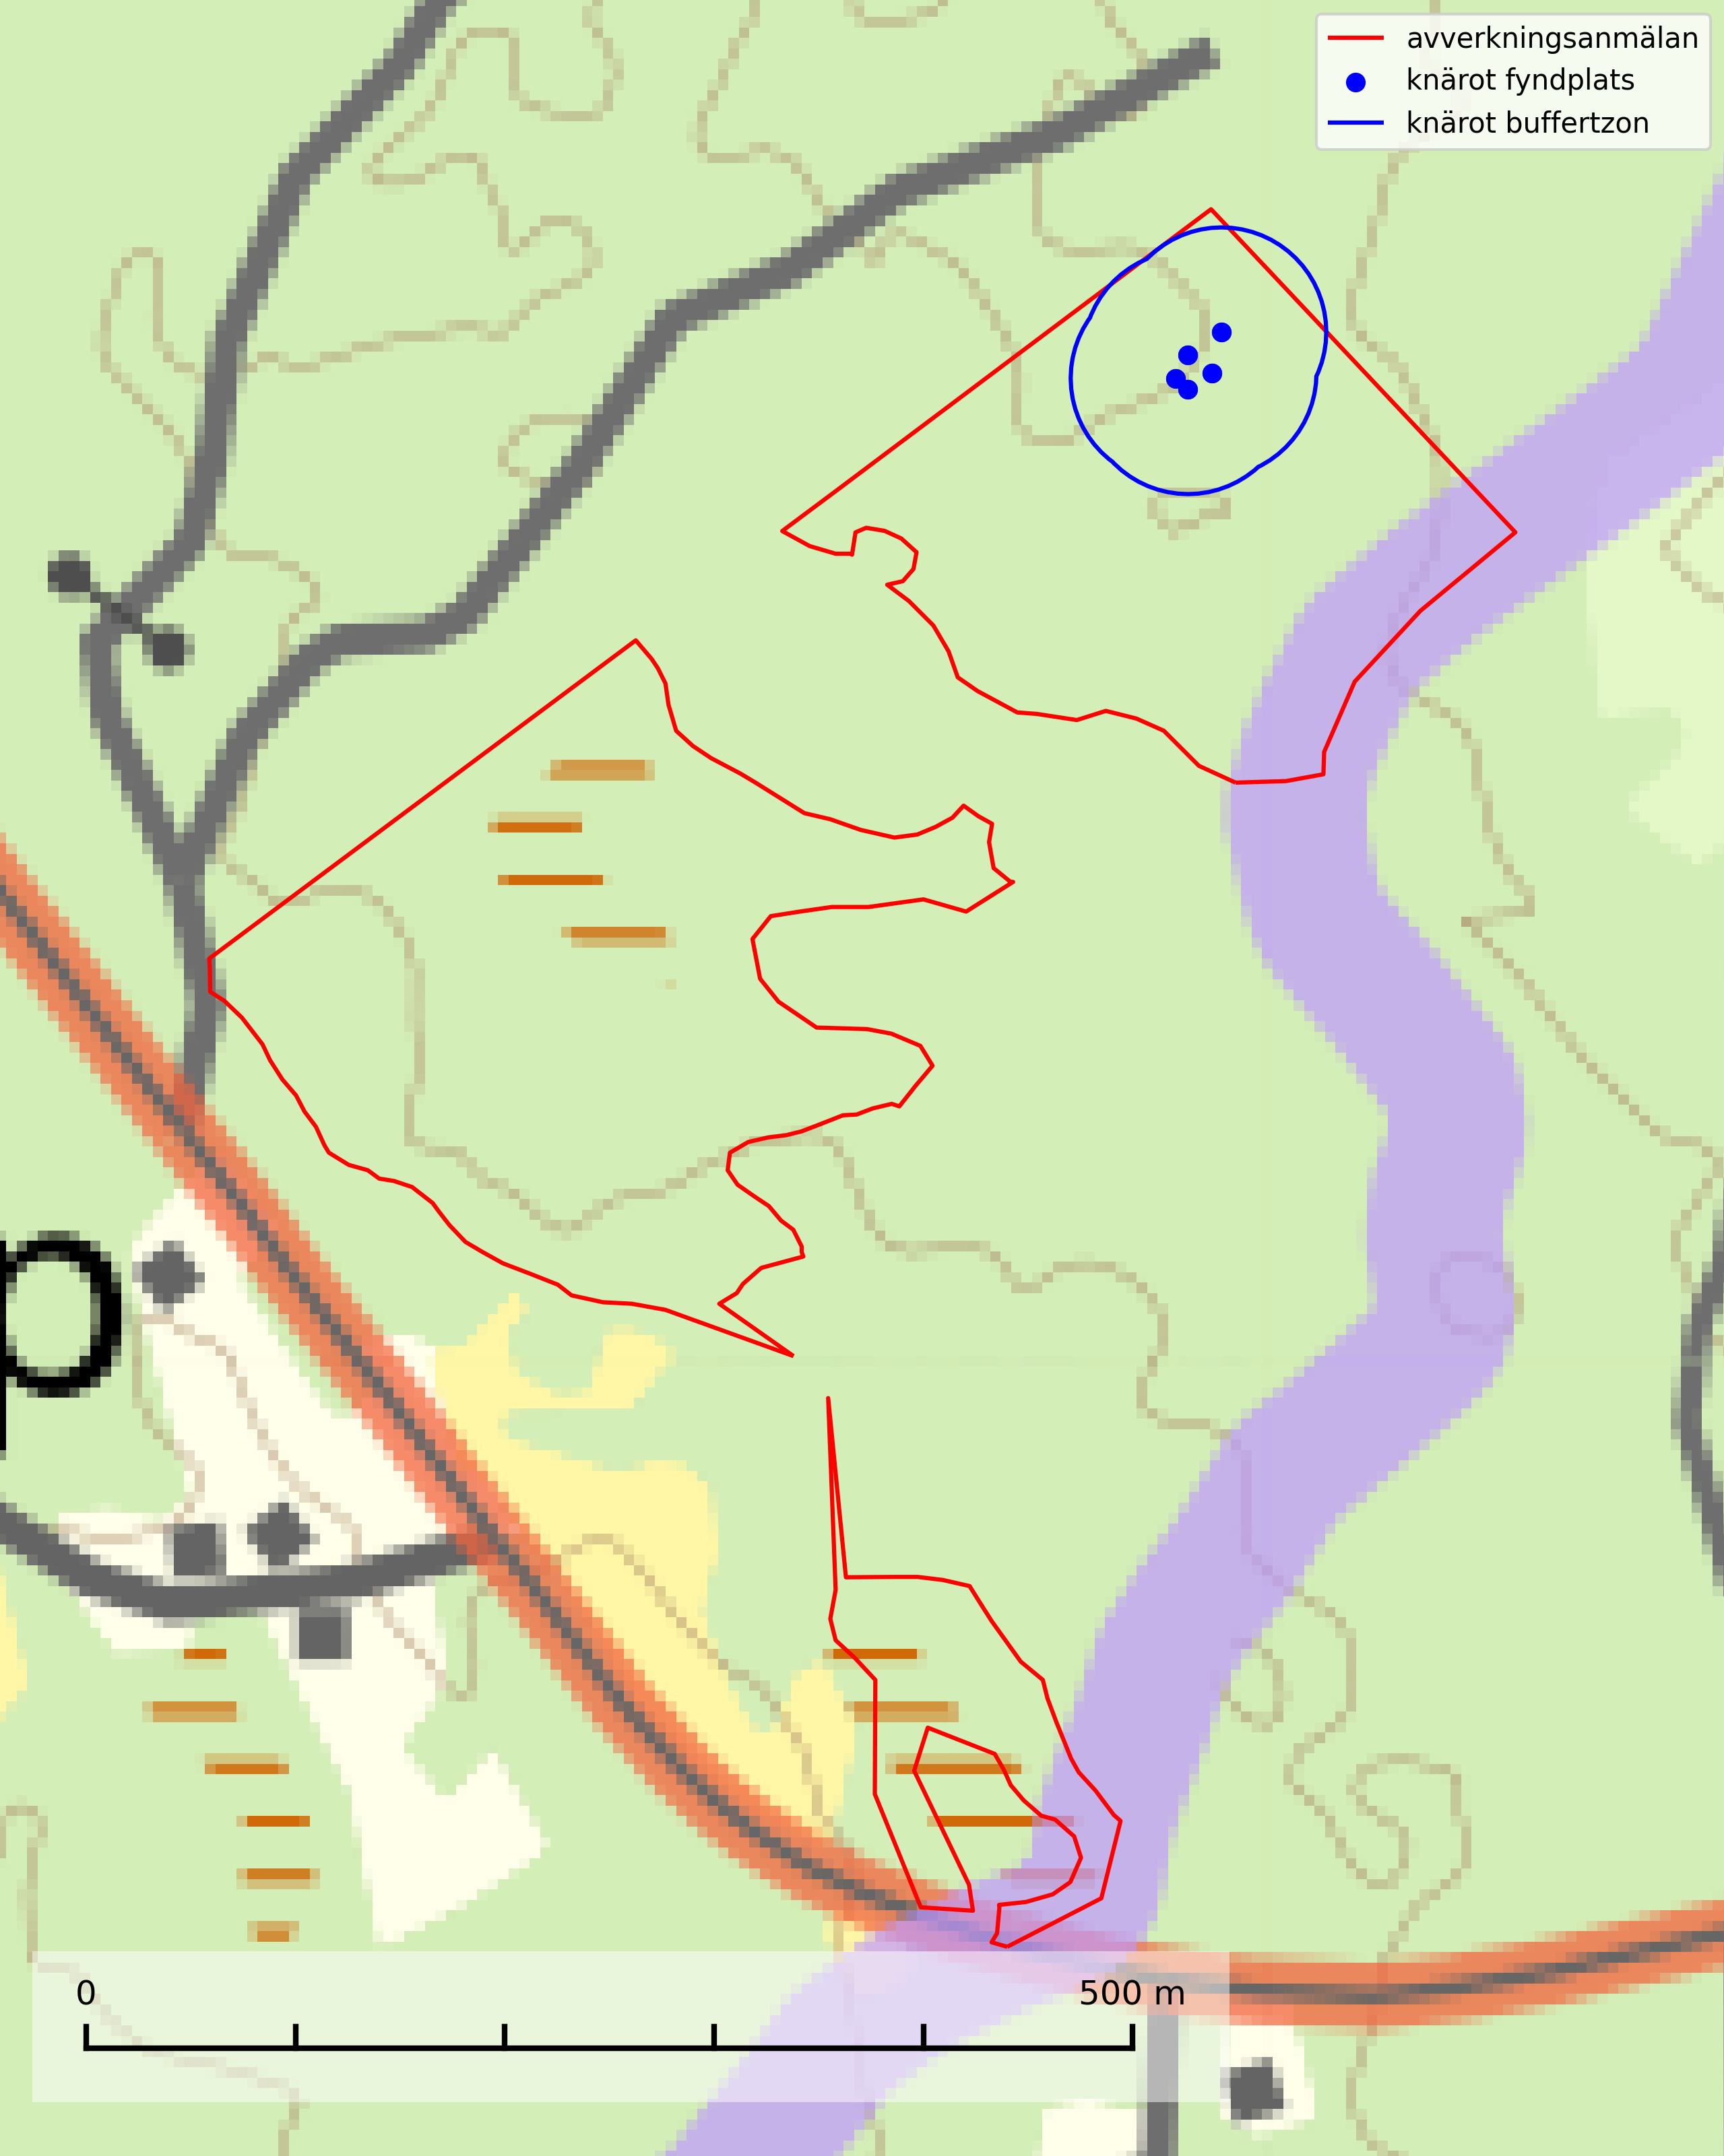 avverkningsanmälan
knärot fyndplats
knärot buffertzon
0 500 m